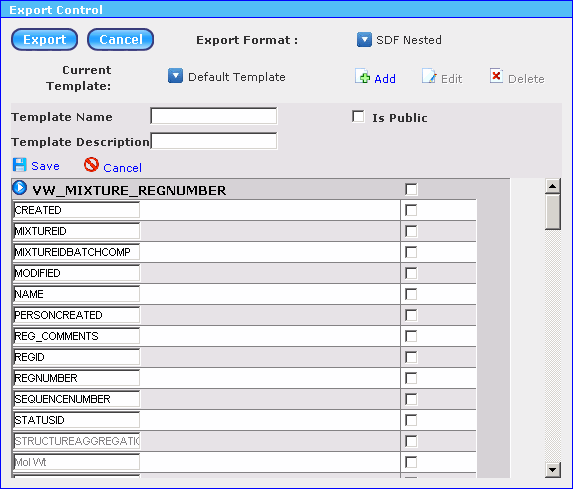 Export Control
Export Cancel Export Format : SDF Nested
Current Template: Default Template Add Edit Delete
Template Name Is Public
Template Description
Save Cancel
VW_MIXTURE_REGNUMBER
CREATED
MIXTUREID
MIXTUREIDBATCHCOMP
MODIFIED
NAME
PERSONCREATED
REG_COMMENTS
REGID
REGNUMBER
SEQUENCENUMBER
STATUSID
STRUCTUREAGGREGATIO
Mol Wt